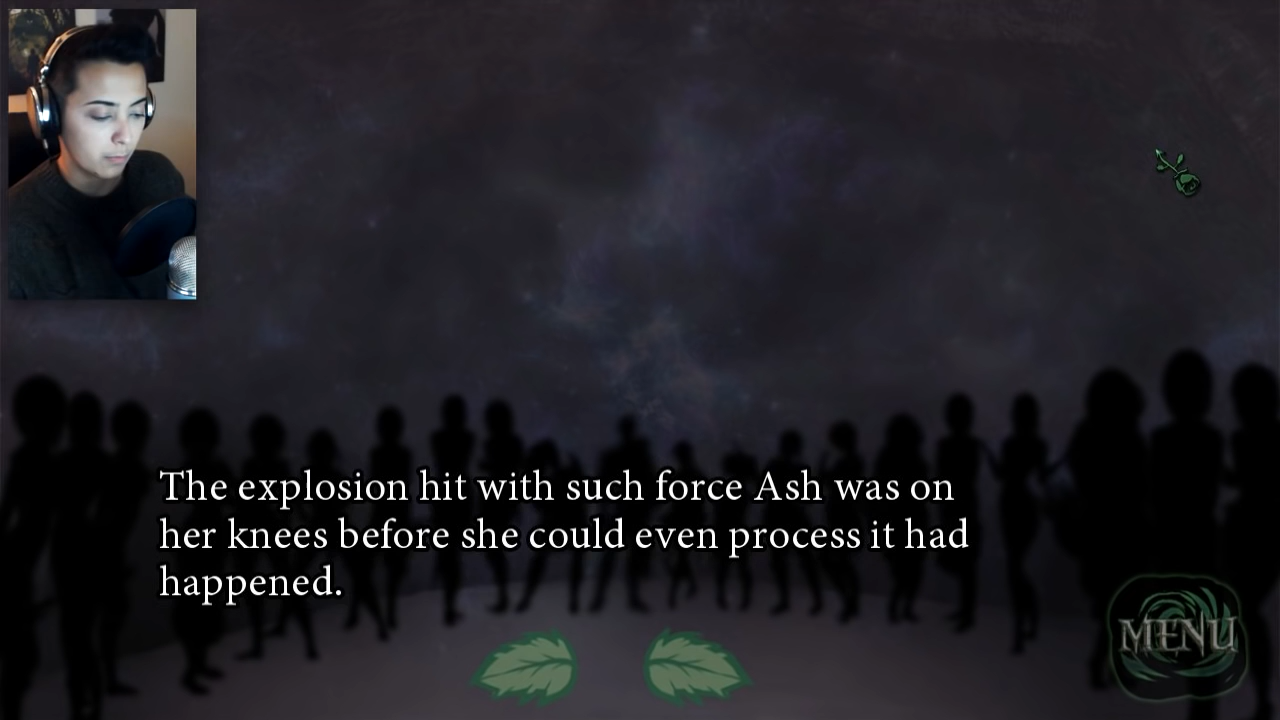 The explosion hit with such force Ash was on
her knees before she could even process it had
happened.
MENU